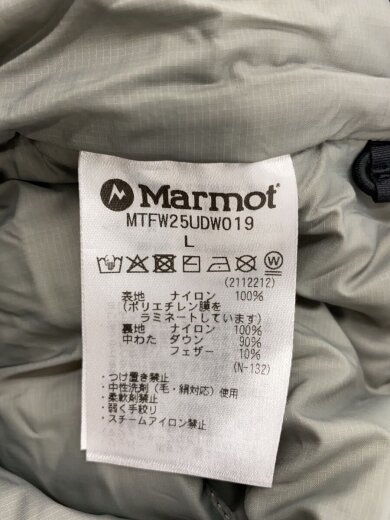 Marmot
MTFW25UDW019
L
(2112212)
表地 ナイロン 100%
(ポリエチレン膜を
ラミネートしています)
裏地 ナイロン 100%
中わた ダウン 90%
フェザー 10%
(N-132)
・つけ置き禁止
・中性洗剤(毛・絹対応)使用
・柔軟剤禁止
・弱く手絞り
・スチームアイロン禁止